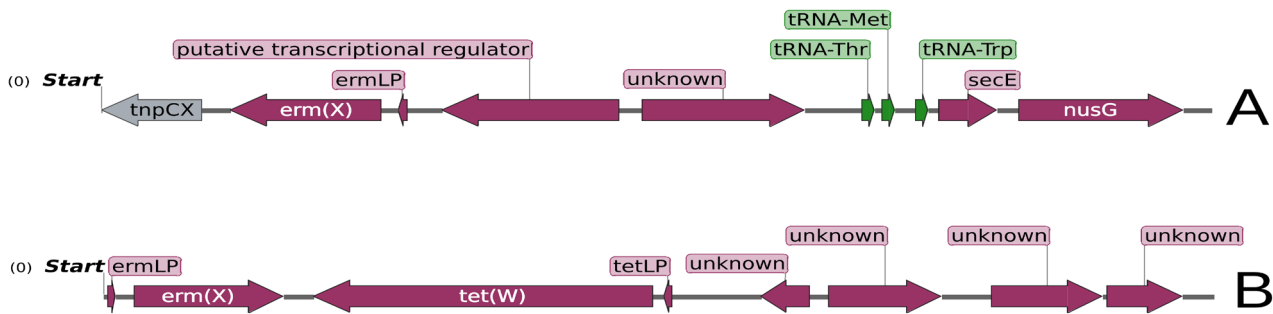 tRNA-Met
putative transcriptional regulator
tRNA-Thr
tRNA-Trp
(0) Start
ermLP
unknown
secE
tnpCX
erm(X)
nusG
A
unknown
unknown
unknown
(0) Start
ermLP
tetLP
unknown
erm(X)
tet(W)
B